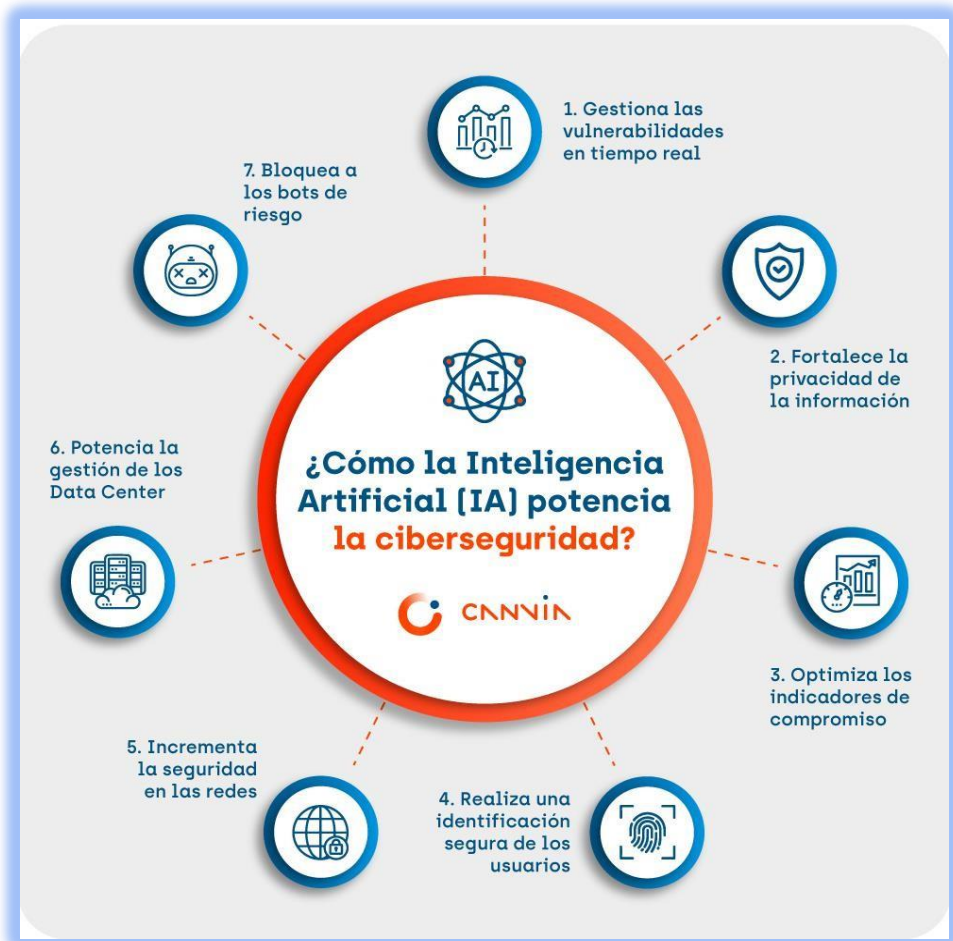 1. Gestiona las
vulnerabilidades
en tiempo real
7. Bloquea a
los bots de
riesgo
2. Fortalece la
privacidad de
la información
AI
¿Cómo la Inteligencia
Artificial (IA) potencia
la ciberseguridad?
CANVIA
6. Potencia la
gestión de los
Data Center
3. Optimiza los
indicadores de
compromiso
5. Incrementa
la seguridad
en las redes
4. Realiza una
identificación
segura de los
usuarios